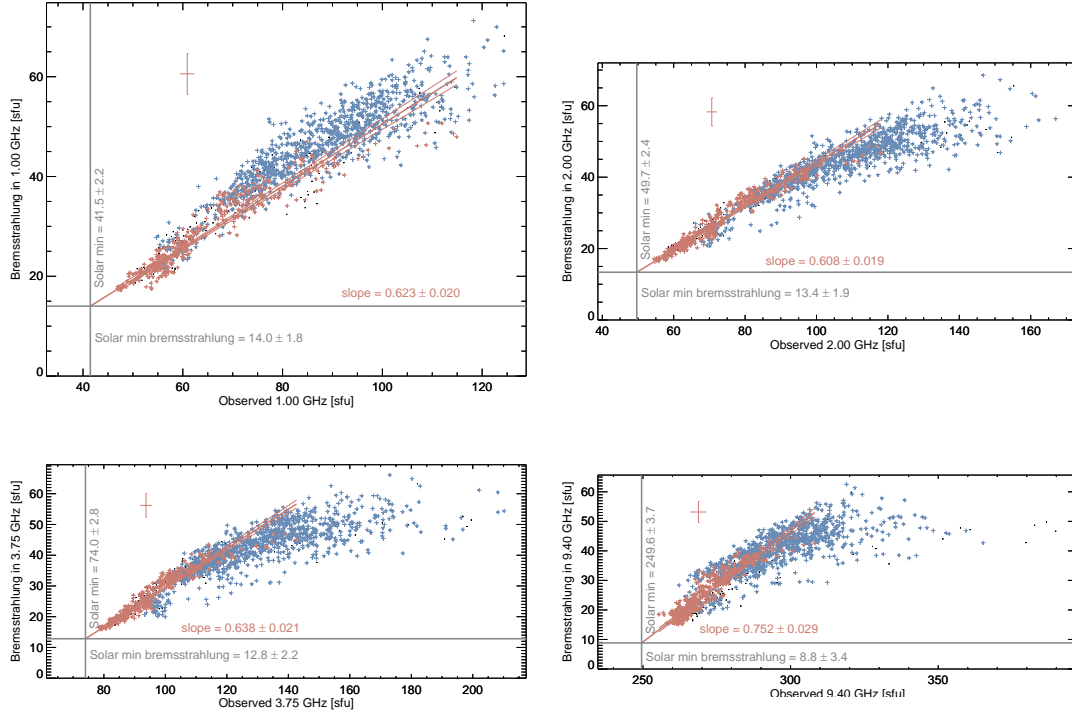 Bremsstrahlung in 1.00 GHz [sfu]
60
40
20
0
Solar min = 41.5 ± 2.2
slope = 0.623 ± 0.020
Solar min bremsstrahlung = 14.0 ± 1.8
40 60 80 100 120
Observed 1.00 GHz [sfu]
Bremsstrahlung in 2.00 GHz [sfu]
60
40
20
0
Solar min = 49.7 ± 2.4
slope = 0.608 ± 0.019
Solar min bremsstrahlung = 13.4 ± 1.9
40 60 80 100 120 140 160
Observed 2.00 GHz [sfu]
Bremsstrahlung in 3.75 GHz [sfu]
60
50
40
30
20
10
0
Solar min = 74.0 ± 2.8
slope = 0.638 ± 0.021
Solar min bremsstrahlung = 12.8 ± 2.2
80 100 120 140 160 180 200
Observed 3.75 GHz [sfu]
Bremsstrahlung in 9.40 GHz [sfu]
60
50
40
30
20
10
0
Solar min = 249.6 ± 3.7
slope = 0.752 ± 0.029
Solar min bremsstrahlung = 8.8 ± 3.4
250 300 350
Observed 9.40 GHz [sfu]